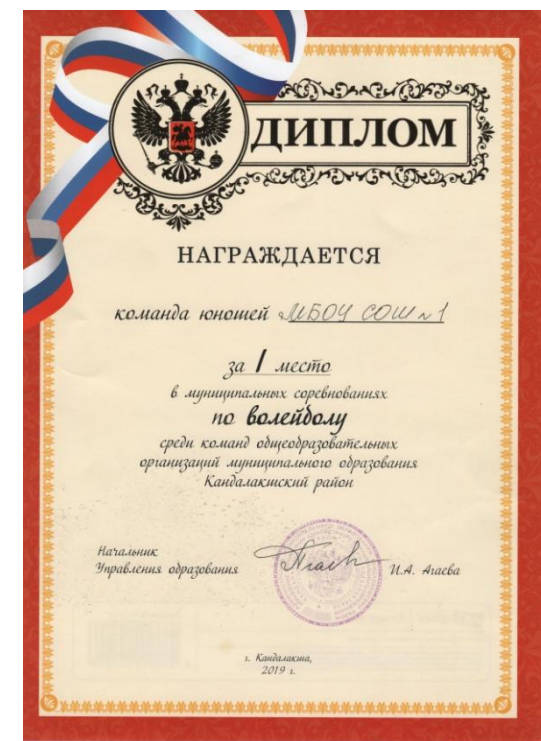 ДИПЛОМ
НАГРАЖДАЕТСЯ
команда юношей МБОУ СОШ №1
за I место
в муниципальных соревнованиях
по волейболу
среди команд общеобразовательных
организаций муниципального образования
Кандалакшский район
Начальник
Управления образования И.А. Агаева
г. Кандалакша,
2019 г.